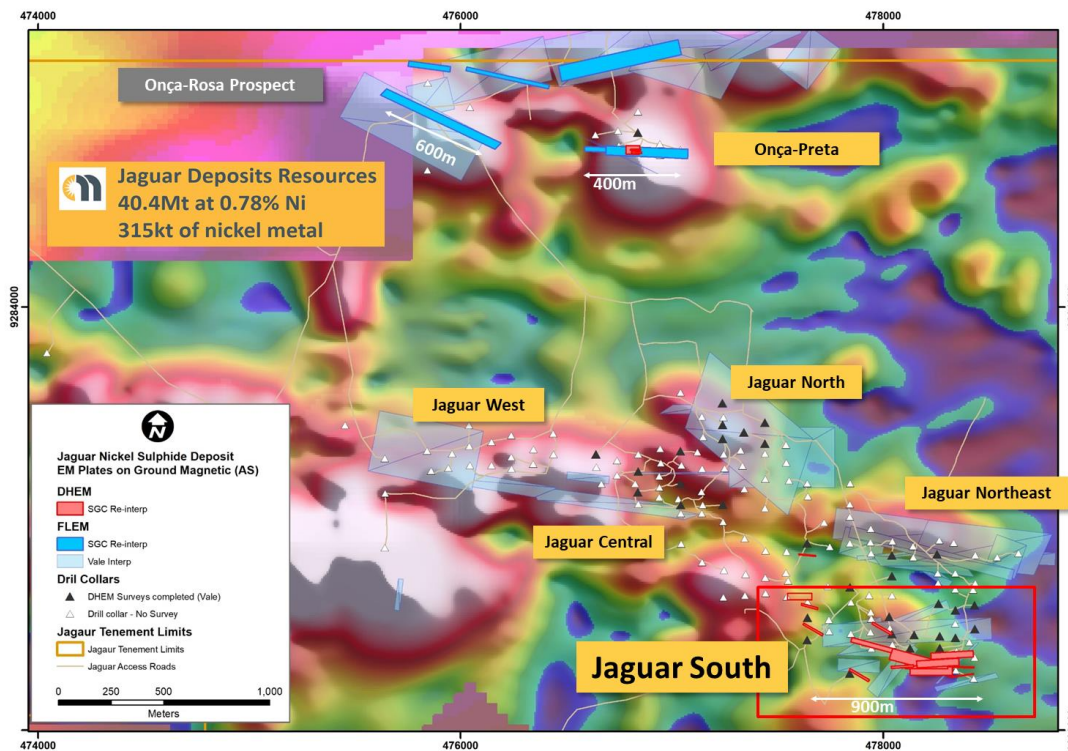 474000
476000
478000
Onça-Rosa Prospect
Onça-Preta
600m
400m
Jaguar Deposits Resources
40.4Mt at 0.78% Ni
315kt of nickel metal
9284000
Jaguar North
Jaguar West
Jaguar Northeast
Jaguar Central
Jaguar South
900m
N
Jaguar Nickel Sulphide Deposit
EM Plates on Ground Magnetic (AS)
DHEM
SGC Re-interp
FLEM
SGC Re-interp
Vale Interp
Dril Collars
DHEM Surveys completed (Vale)
Drill collar - No Survey
Jagaur Tenement Limits
Jaguar Tenement Limits
Jaguar Access Roads
0 250 500 1,000
Meters
474000
476000
478000